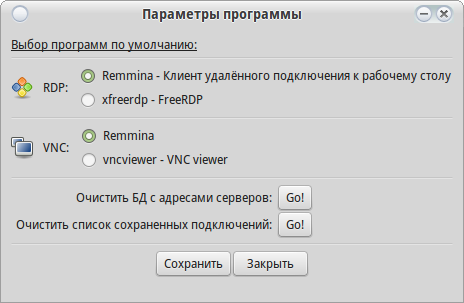 Параметры программы
Выбор программ по умолчанию:
RDP:
Remmina - Клиент удалённого подключения к рабочему столу
xfreerdp - FreeRDP
VNC:
Remmina
vncviewer - VNC viewer
Очистить БД с адресами серверов: Go!
Очистить список сохраненных подключений: Go!
Сохранить Закрыть